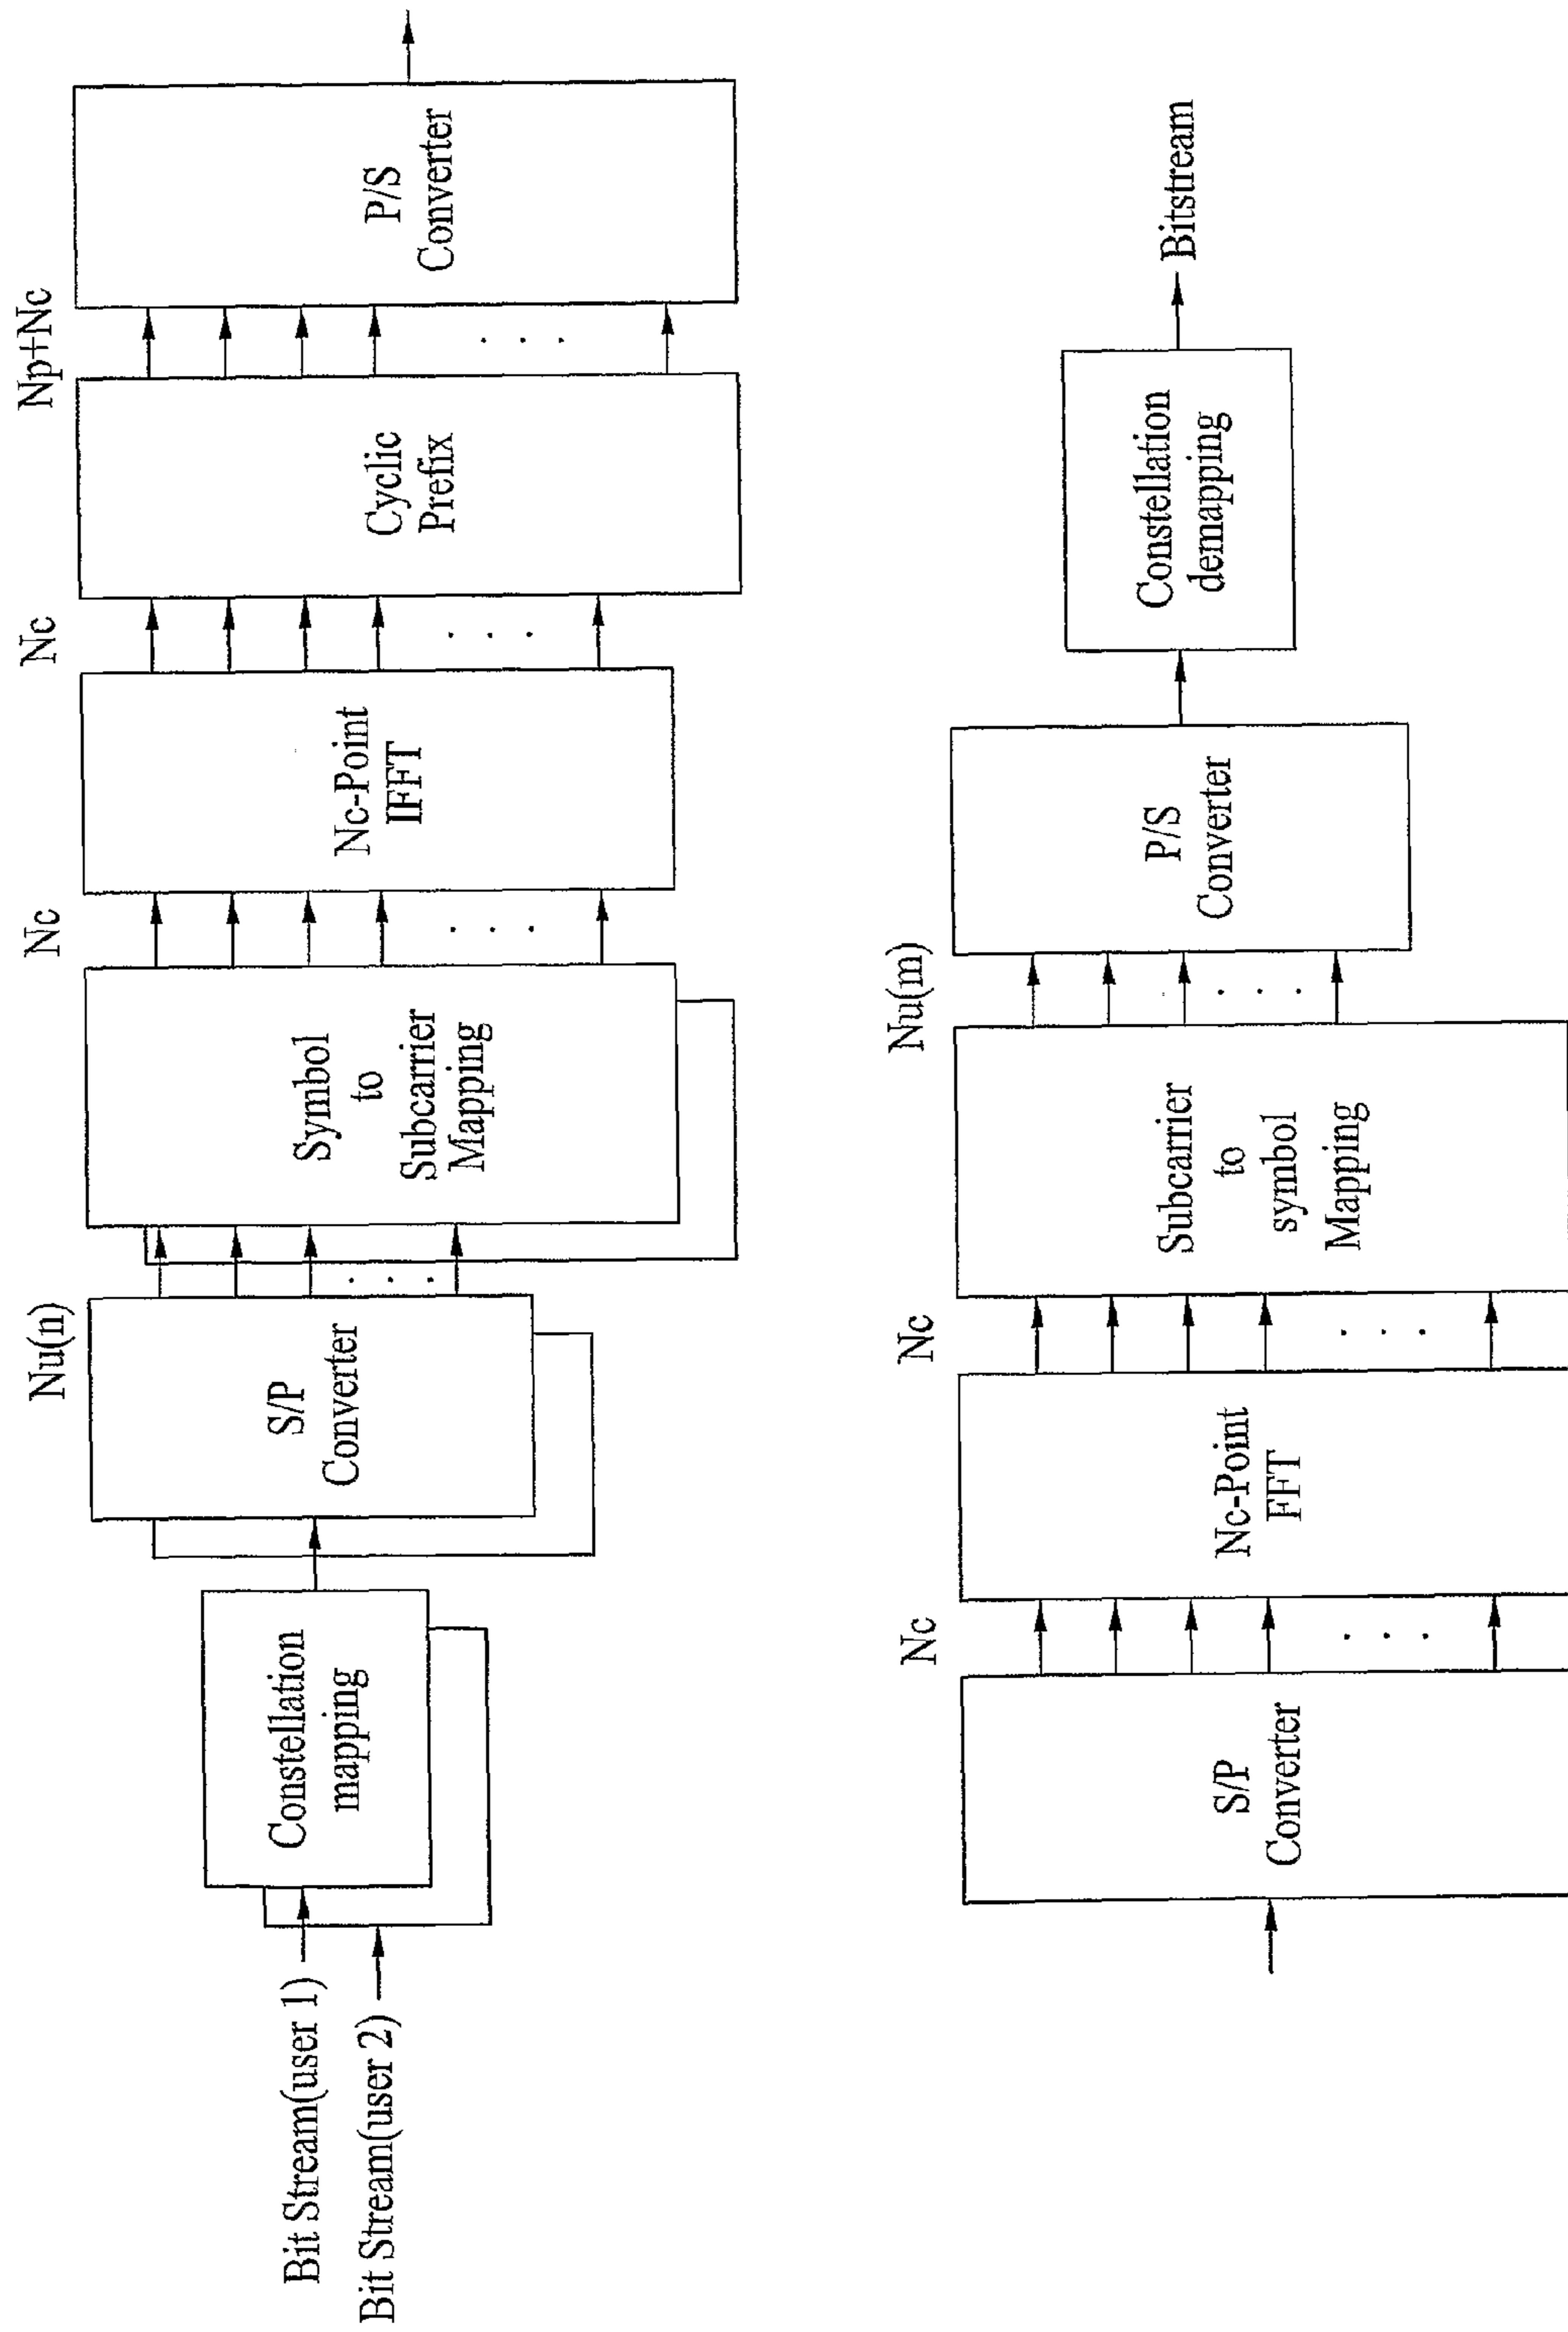 Bit Stream(user 1)
Bit Stream(user 2)
Constellation
mapping
Nu(n)
S/P
Converter
Symbol
to
Subcarrier
Mapping
Nc
Nc-Point
IFFT
Nc
Cyclic
Prefix
Np+Nc
P/S
Converter
S/P
Converter
Nc
Nc-Point
FFT
Nc
Subcarrier
to
symbol
Mapping
Nu(m)
P/S
Converter
Constellation
demapping
Bitstream